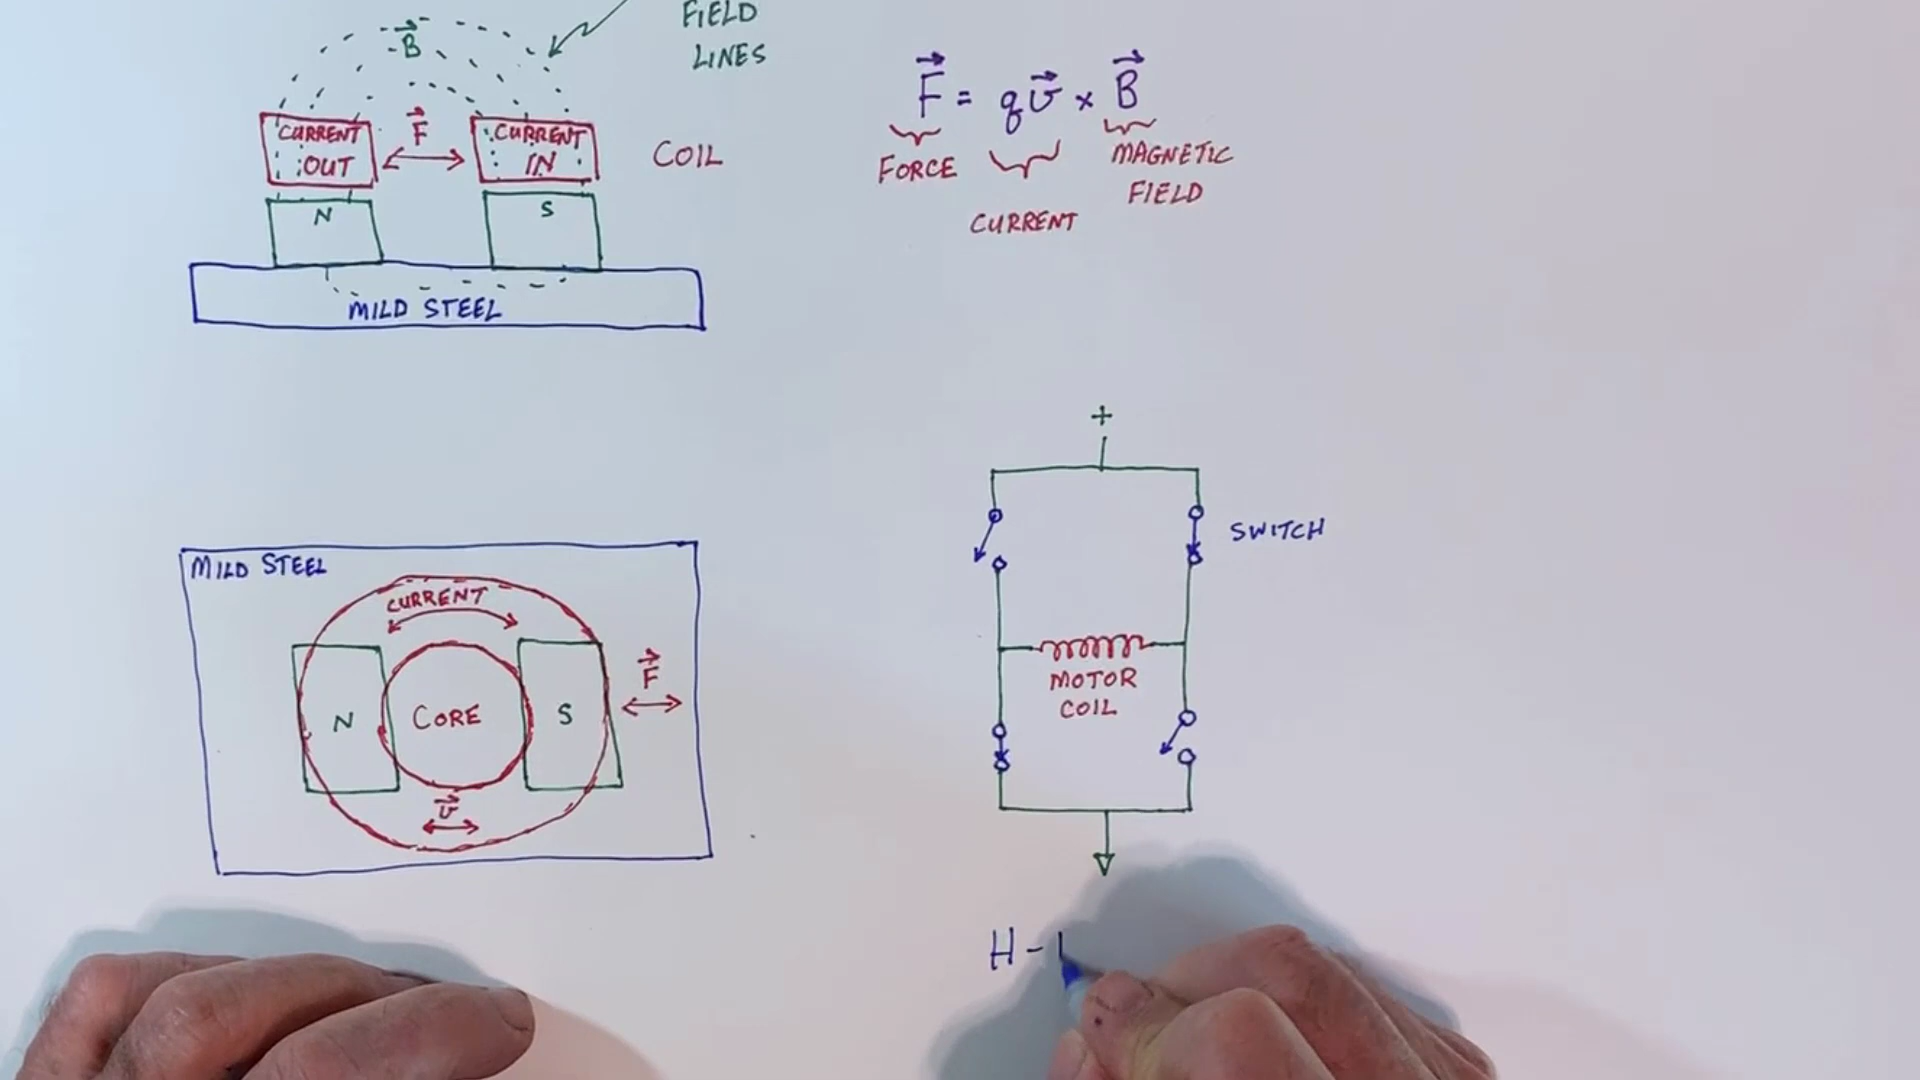 FIELD
LINES
B
CURRENT
OUT
F
CURRENT
IN
COIL
N
S
MILD STEEL
F = qv × B
FORCE
CURRENT
MAGNETIC
FIELD
MILD STEEL
CURRENT
N
CORE
S
F
v
+
SWITCH
MOTOR
COIL
H-